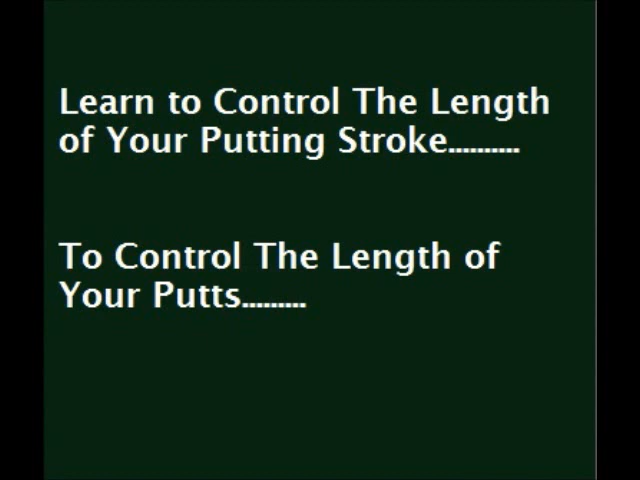 Learn to Control The Length
of Your Putting Stroke..........
To Control The Length of
Your Putts.........